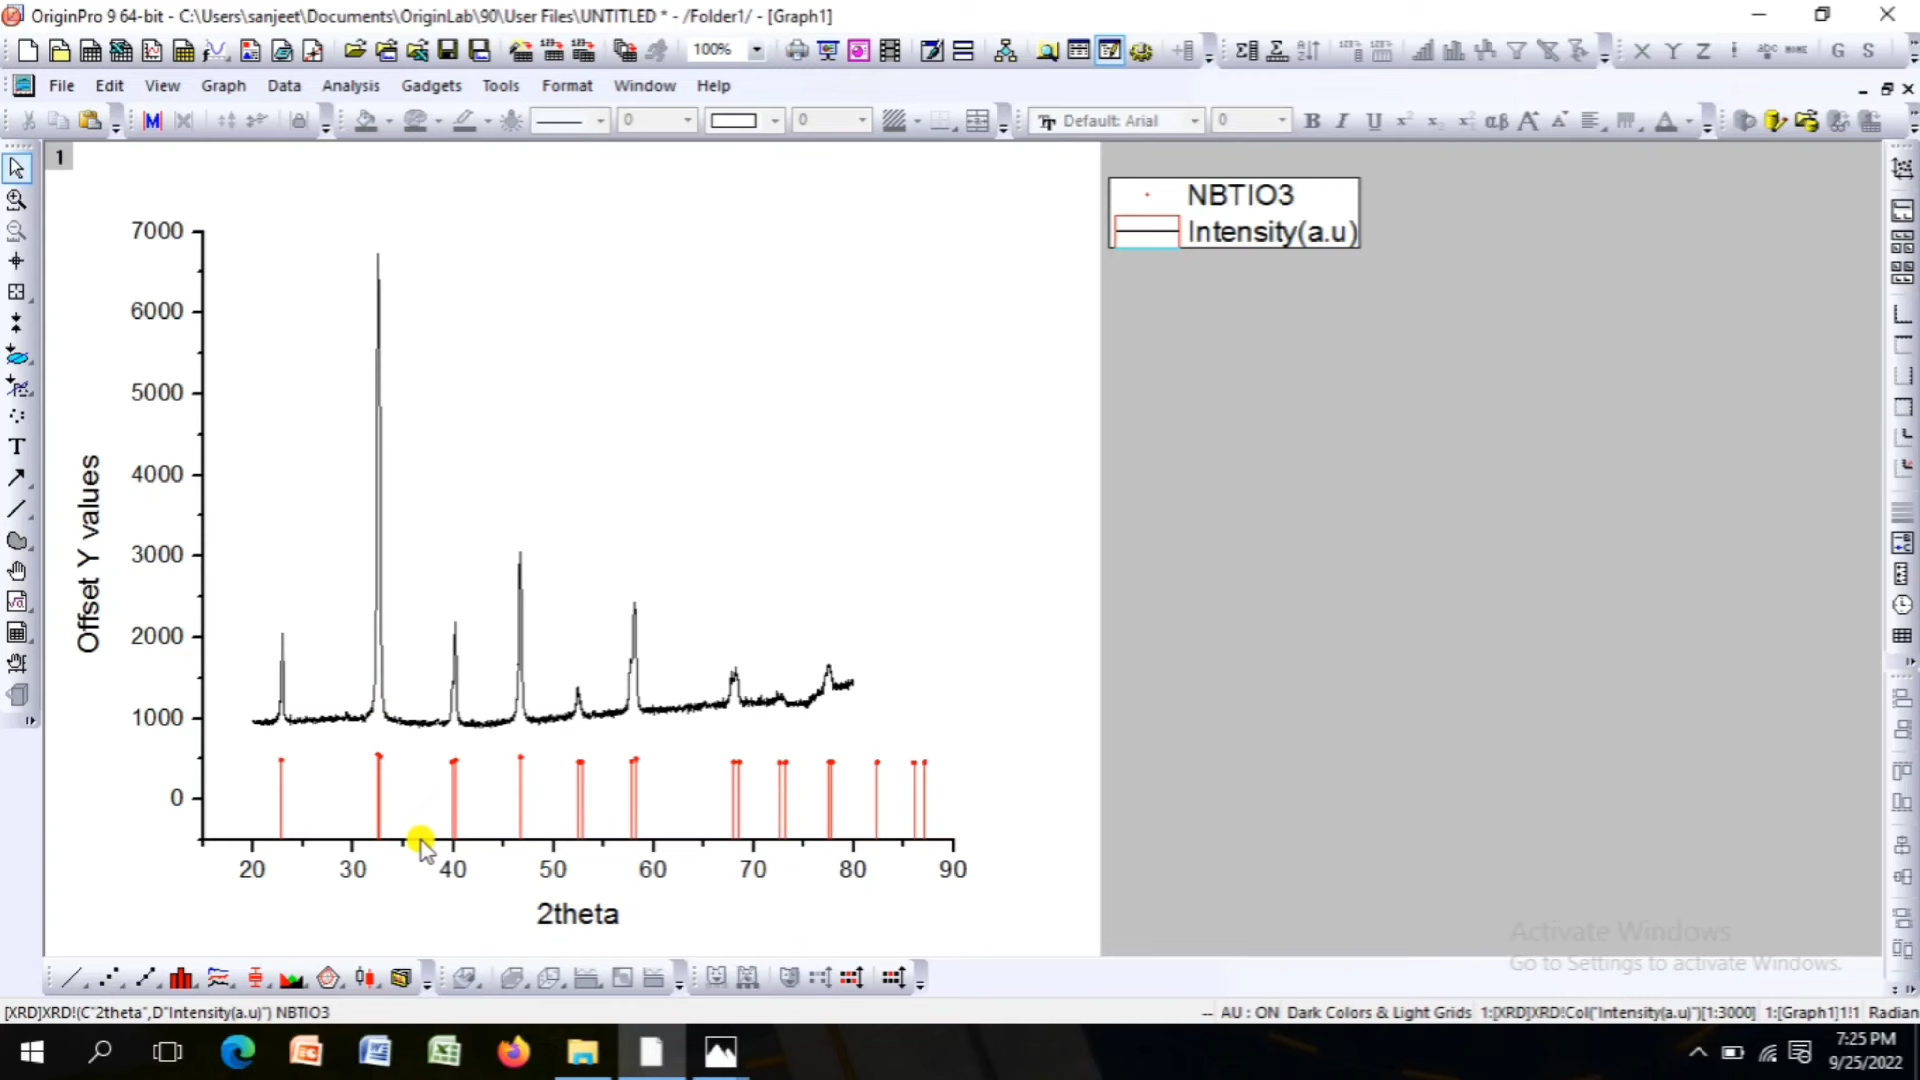 OriginPro 9 64-bit - C:\Users\sanjeet\Documents\OriginLab\90\User Files\UNTITLED * - /Folder1/ - [Graph1]
100%
File Edit View Graph Data Analysis Gadgets Tools Format Window Help
0
0
Default: Arial
0
B I U
1
NBTIO3
Intensity(a.u)
7000
6000
5000
4000
3000
2000
1000
0
Offset Y values
20 30 40 50 60 70 80 90
2theta
Activate Windows
Go to Settings to activate Windows.
[XRD]XRD!(C"2theta",D"Intensity(a.u)") NBTIO3
-- AU : ON Dark Colors & Light Grids 1:[XRD]XRD!Col("Intensity(a.u)")[1:3000] 1:[Graph1]1!1 Radian
7:25 PM
9/25/2022